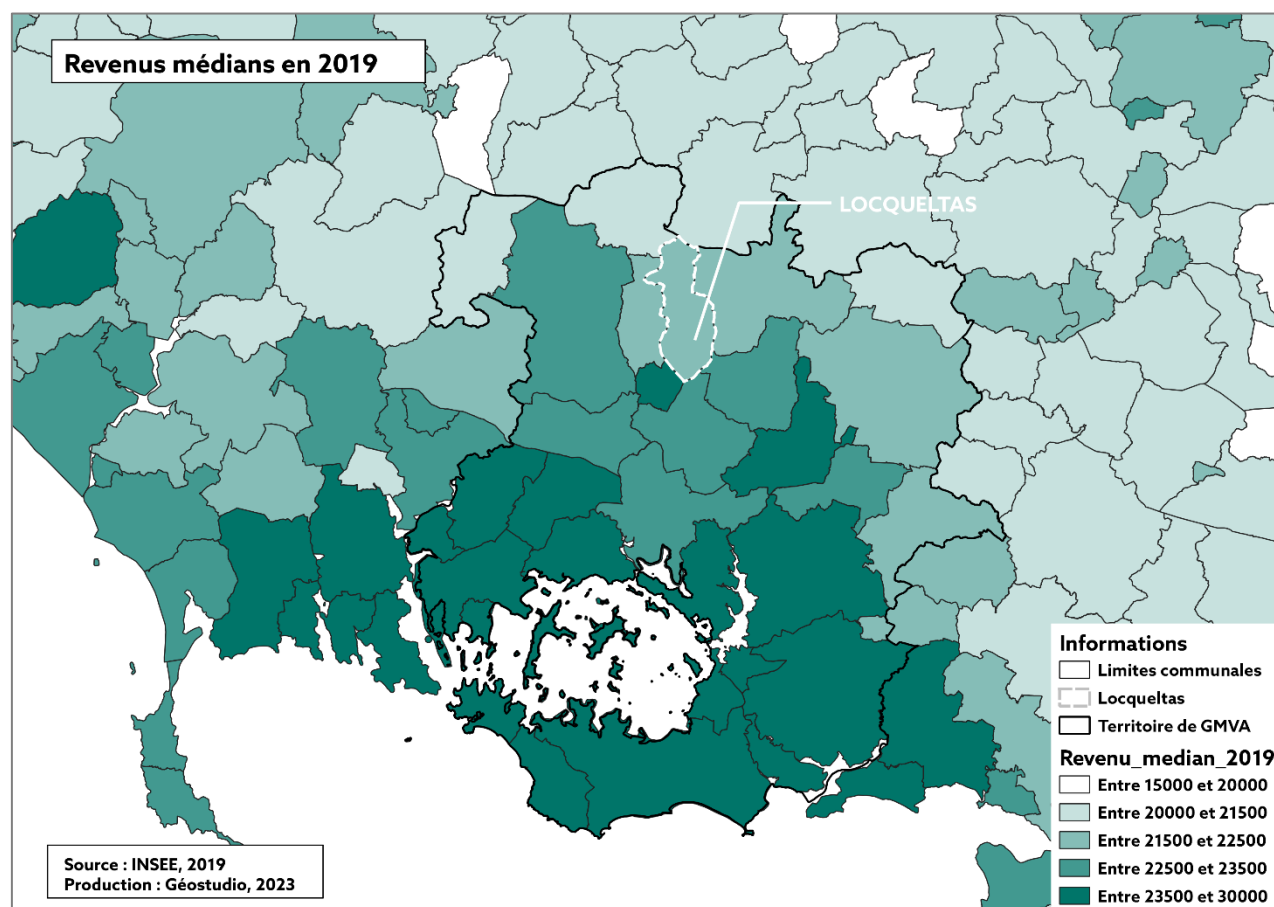 Revenus médians en 2019
LOCQUELTAS
Informations
Limites communales
Locqueltas
Territoire de GMVA
Revenu_median_2019
Entre 15000 et 20000
Entre 20000 et 21500
Entre 21500 et 22500
Entre 22500 et 23500
Entre 23500 et 30000
Source : INSEE, 2019
Production : Géostudio, 2023